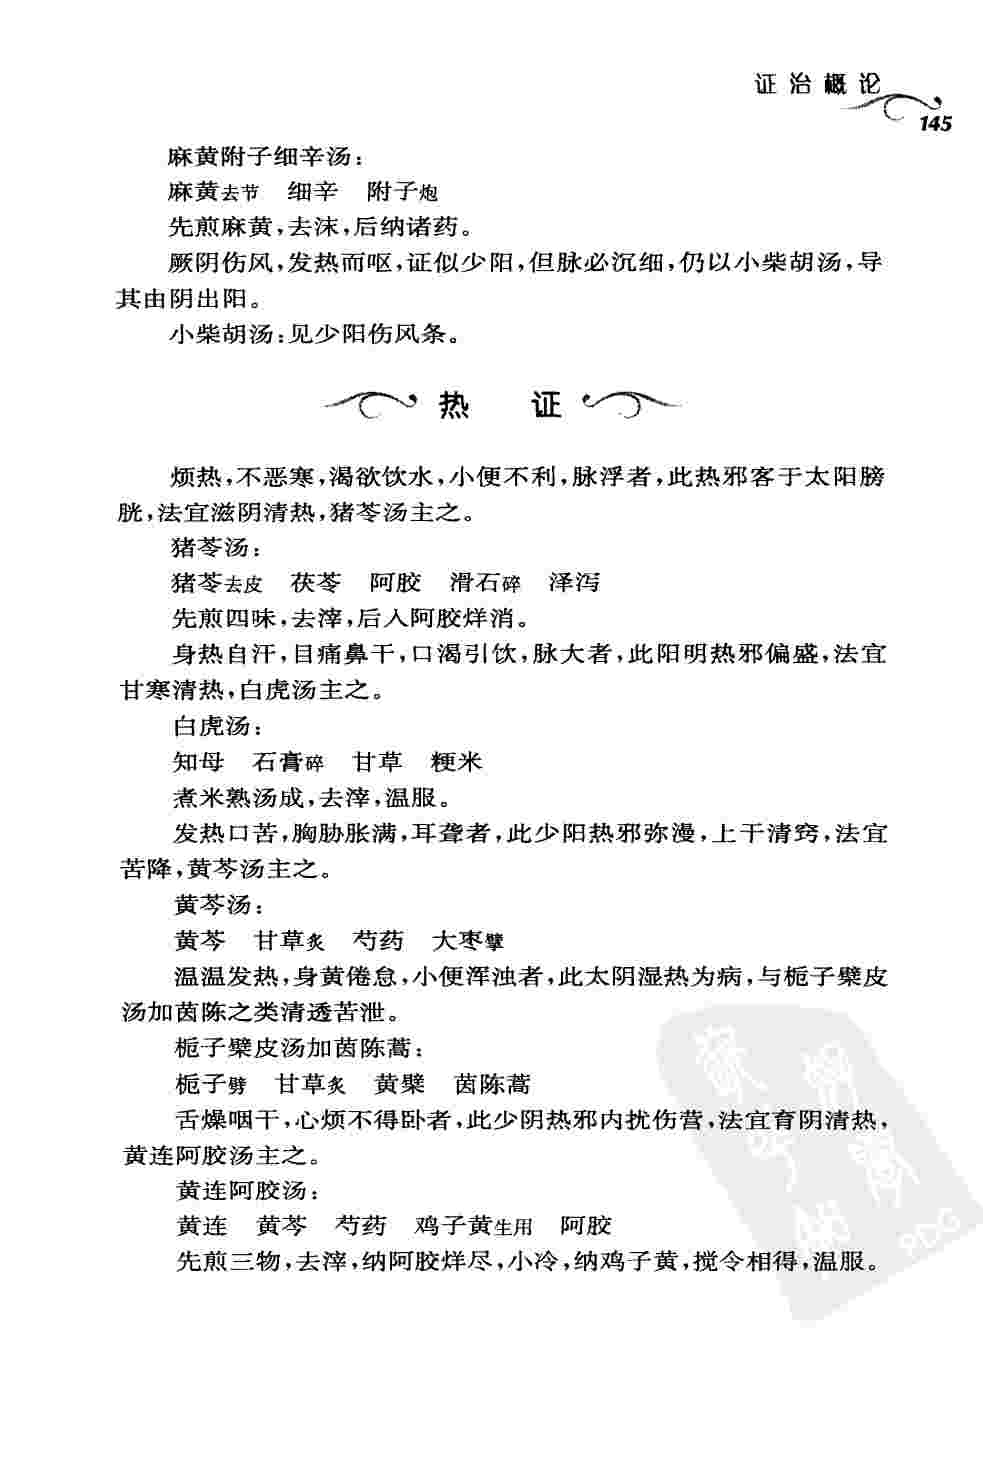 证治概论
145
麻黄附子细辛汤：
麻黄去节 细辛 附子炮
先煎麻黄，去沫，后纳诸药。
厥阴伤风，发热而呕，证似少阳，但脉必沉细，仍以小柴胡汤，导
其由阴出阳。
小柴胡汤：见少阳伤风条。
热 证
烦热，不恶寒，渴欲饮水，小便不利，脉浮者，此热邪客于太阳膀
胱，法宜滋阴清热，猪苓汤主之。
猪苓汤：
猪苓去皮 茯苓 阿胶 滑石碎 泽泻
先煎四味，去滓，后入阿胶烊消。
身热自汗，目痛鼻干，口渴引饮，脉大者，此阳明热邪偏盛，法宜
甘寒清热，白虎汤主之。
白虎汤：
知母 石膏碎 甘草 粳米
煮米熟汤成，去滓，温服。
发热口苦，胸胁胀满，耳聋者，此少阳热邪弥漫，上干清窍，法宜
苦降，黄芩汤主之。
黄芩汤：
黄芩 甘草炙 芍药 大枣擘
温温发热，身黄倦怠，小便浑浊者，此太阴湿热为病，与栀子檗皮
汤加茵陈之类清透苦泄。
栀子檗皮汤加茵陈蒿：
栀子劈 甘草炙 黄檗 茵陈蒿
舌燥咽干，心烦不得卧者，此少阴热邪内扰伤营，法宜育阴清热，
黄连阿胶汤主之。
黄连阿胶汤：
黄连 黄芩 芍药 鸡子黄生用 阿胶
先煎三物，去滓，纳阿胶烊尽，小冷，纳鸡子黄，搅令相得，温服。
PDG